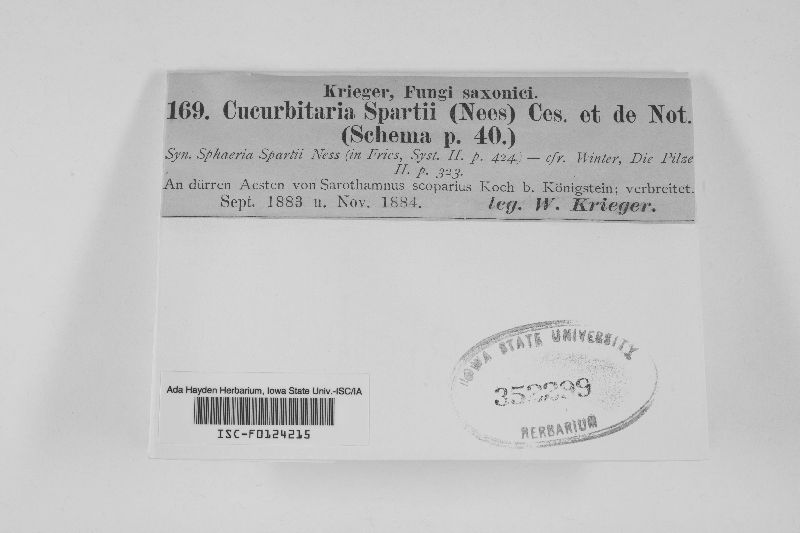 Krieger, Fungi saxonici.
169. Cucurbitaria Spartii (Nees) Ces. et de Not.
(Schema p. 40.)
Syn. Sphaeria Spartii Ness (in Fries, Syst. II. p. 424.) — cfr. Winter, Die Pilze
II. p. 323.
An dürren Aesten von Sarothamnus scoparius Koch b. Königstein; verbreitet.
Sept. 1883 u. Nov. 1884. leg. W. Krieger.
IOWA STATE UNIVERSITY
HERBARIUM
Ada Hayden Herbarium, Iowa State Univ.-ISC/IA
ISC-F0124215